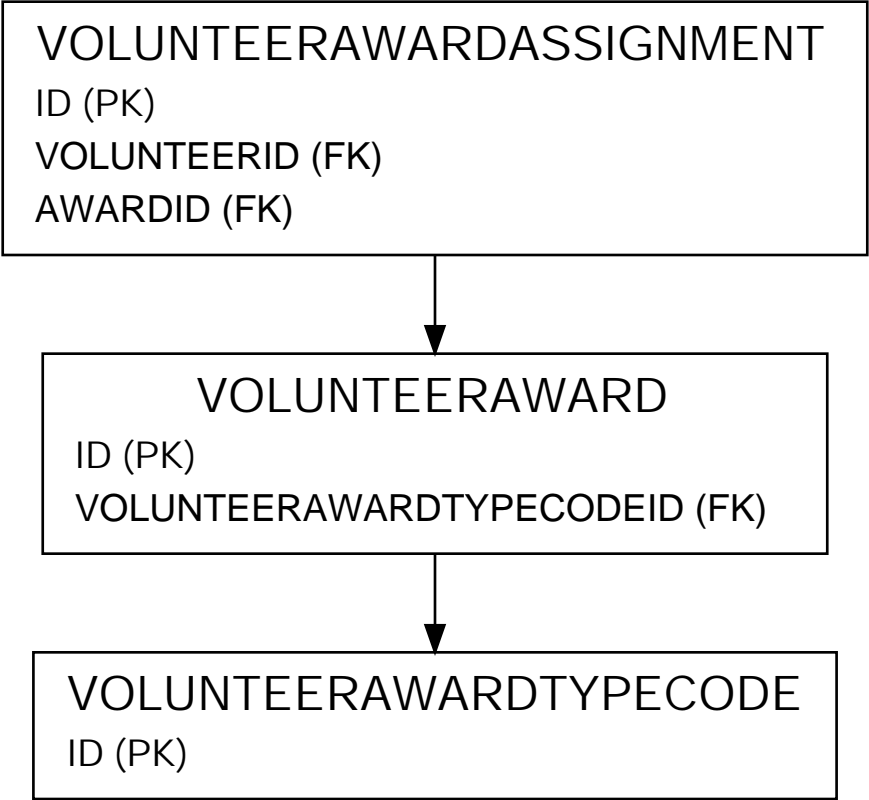 VOLUNTEERAWARDASSIGNMENT
ID (PK)
VOLUNTEERID (FK)
AWARDID (FK)
VOLUNTEERAWARD
ID (PK)
VOLUNTEERAWARDTYPECODEID (FK)
VOLUNTEERAWARDTYPECODE
ID (PK)